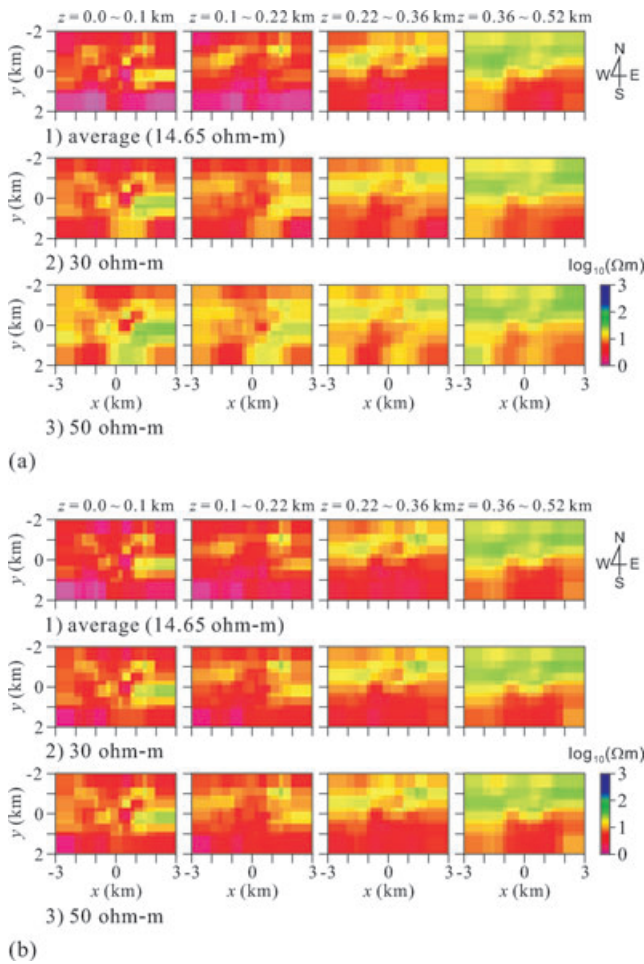 z = 0.0 ~ 0.1 km z = 0.1 ~ 0.22 km z = 0.22 ~ 0.36 km z = 0.36 ~ 0.52 km
-2
y (km)
0
2
N
W E
S
1) average (14.65 ohm-m)
-2
y (km)
0
2
2) 30 ohm-m
log10(Ωm)
-2
y (km)
0
2
3
2
1
0
-3 0 3 -3 0 3 -3 0 3 -3 0 3
x (km) x (km) x (km) x (km)
3) 50 ohm-m
(a)
z = 0.0 ~ 0.1 km z = 0.1 ~ 0.22 km z = 0.22 ~ 0.36 km z = 0.36 ~ 0.52 km
-2
y (km)
0
2
N
W E
S
1) average (14.65 ohm-m)
-2
y (km)
0
2
2) 30 ohm-m
log10(Ωm)
-2
y (km)
0
2
3
2
1
0
-3 0 3 -3 0 3 -3 0 3 -3 0 3
x (km) x (km) x (km) x (km)
3) 50 ohm-m
(b)